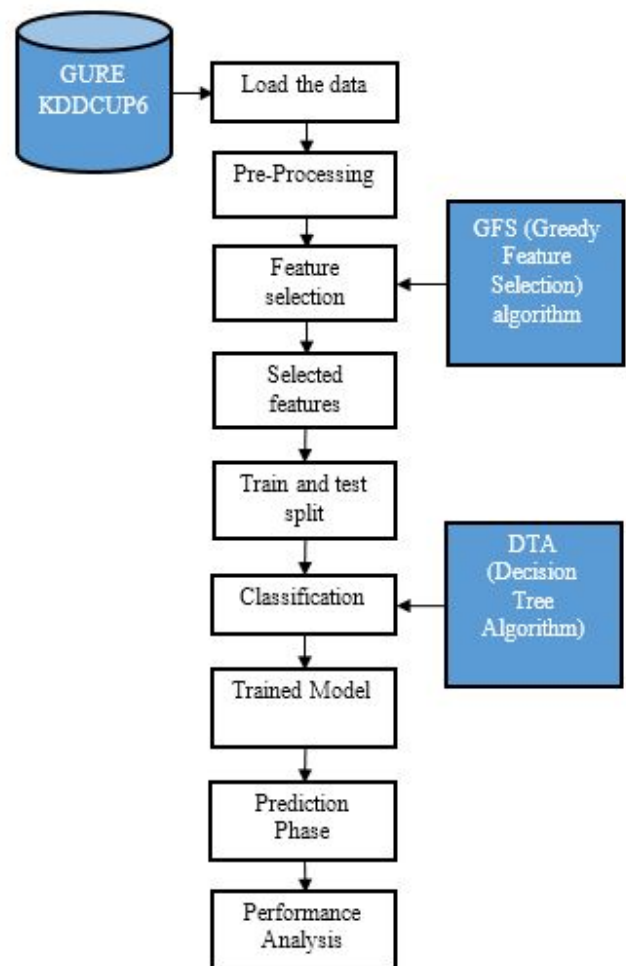 GURE
KDDCUP6
Load the data
Pre-Processing
GFS (Greedy
Feature
Selection)
algorithm
Feature
selection
Selected
features
Train and test
split
DTA
(Decision
Tree
Algorithm)
Classification
Trained Model
Prediction
Phase
Performance
Analysis